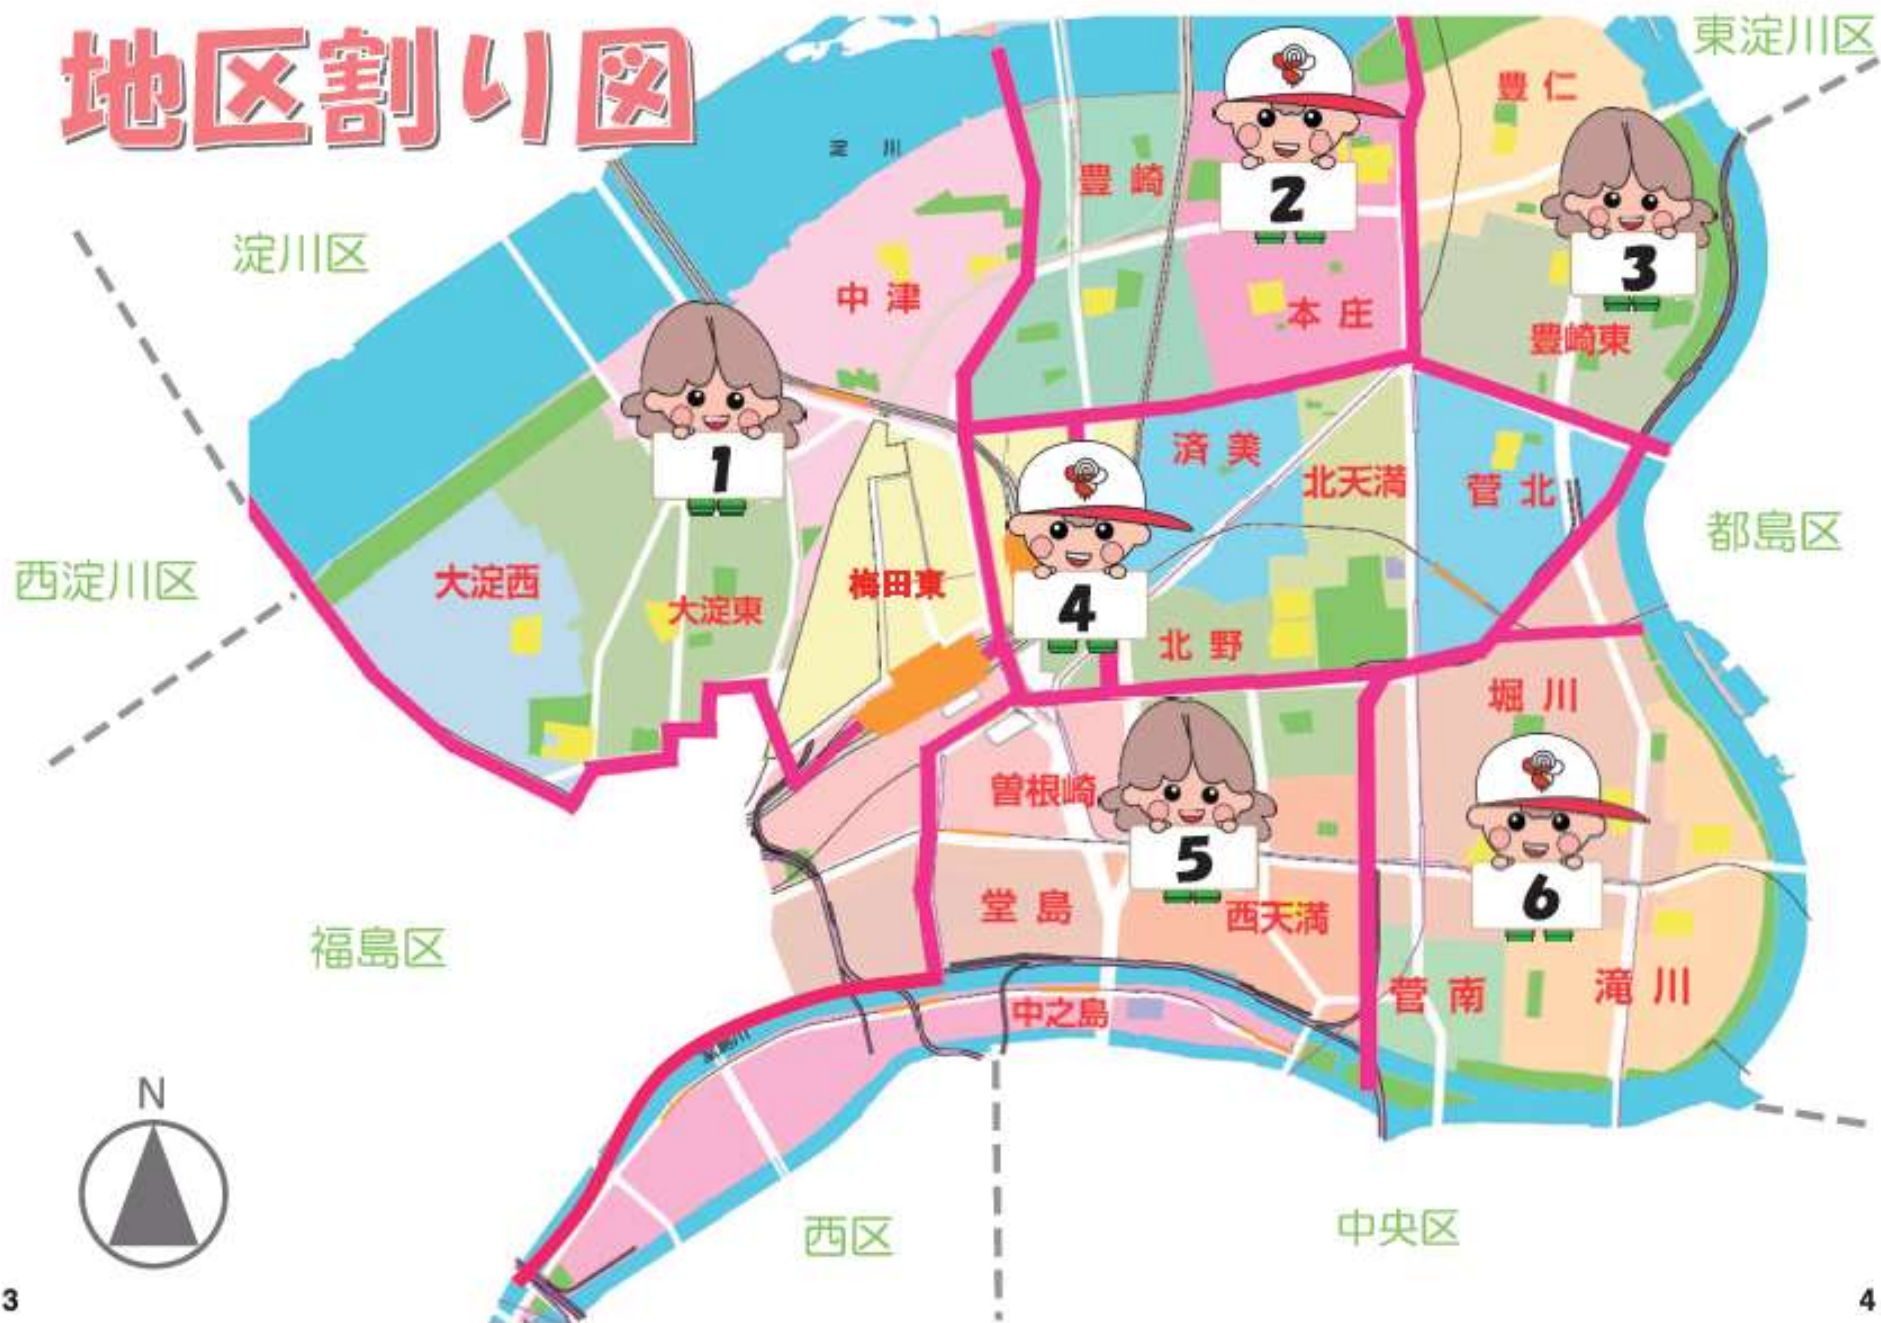 地区割り図
東淀川区
豊仁
淀川
豊崎
2
3
淀川区
中津
本庄
豊崎東
1
済美
北天満
菅北
都島区
西淀川区
大淀西
大淀東
梅田東
4
北野
堀川
曽根崎
5
6
堂島
西天満
福島区
菅南
滝川
中之島
N
西区
中央区
3
4